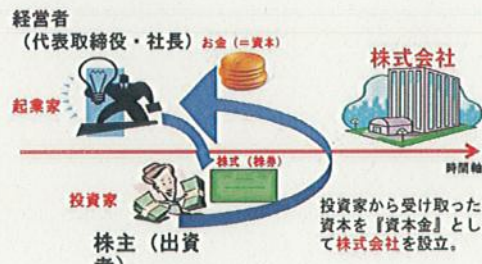 経営者
（代表取締役・社長）
お金（＝資本）
株式会社
起業家
株式（株券）
時間軸
投資家
株主（出資
者）
投資家から受け取った
資本を『資本金』とし
て株式会社を設立。